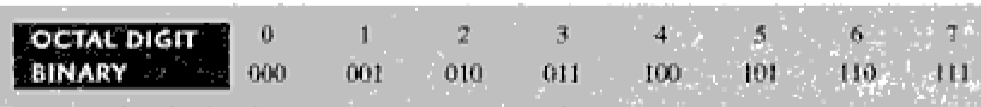 OCTAL DIGIT 0 1 2 3 4 5 6 7
BINARY 000 001 010 011 100 101 110 111